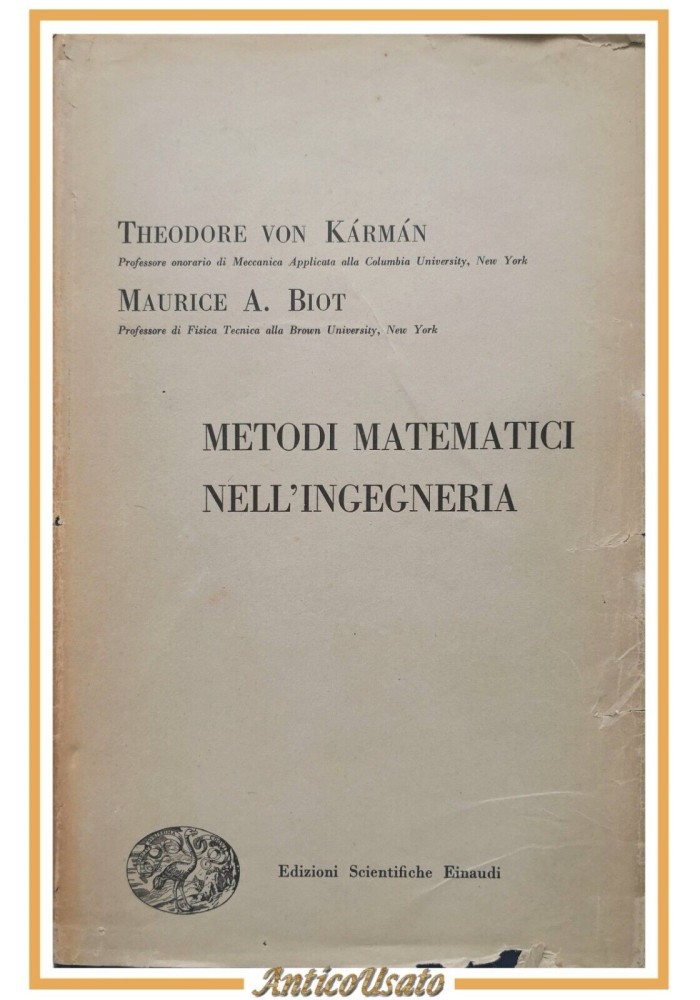 THEODORE VON KÁRMÁN
Professore onorario di Meccanica Applicata alla Columbia University, New York
MAURICE A. BIOT
Professore di Fisica Tecnica alla Brown University, New York
METODI MATEMATICI
NELL'INGEGNERIA
Edizioni Scientifiche Einaudi
AnticoUsato